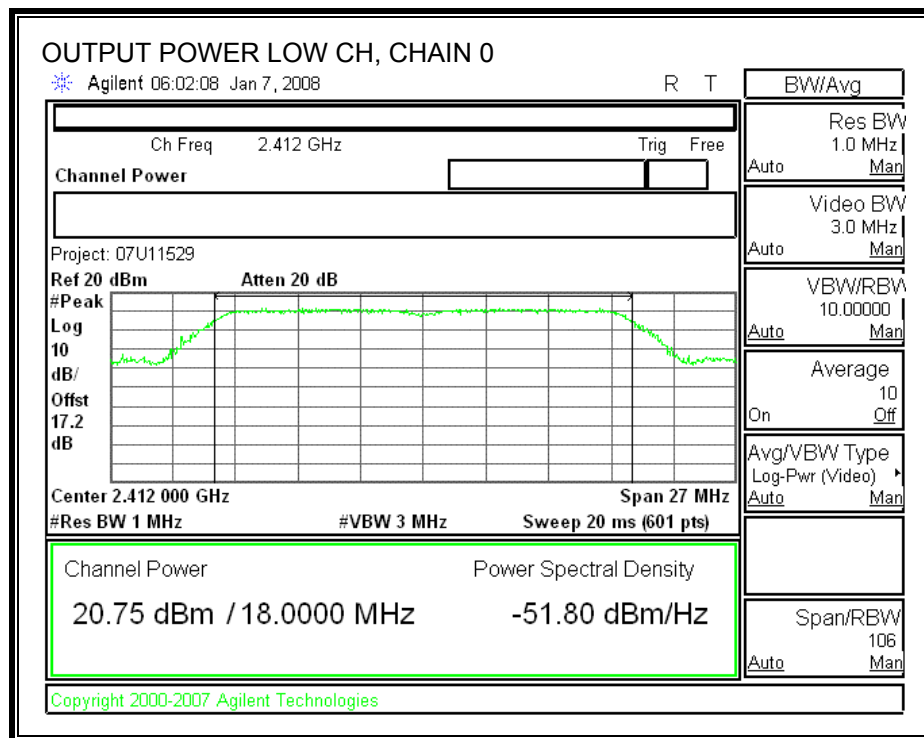 OUTPUT POWER LOW CH, CHAIN 0
Agilent 06:02:08 Jan 7, 2008 R T
Ch Freq 2.412 GHz Trig Free
Channel Power
Project: 07U11529
Ref 20 dBm Atten 20 dB
#Peak
Log
10
dB/
Offst
17.2
dB
Center 2.412 000 GHz Span 27 MHz
#Res BW 1 MHz #VBW 3 MHz Sweep 20 ms (601 pts)
Channel Power Power Spectral Density
20.75 dBm / 18.0000 MHz -51.80 dBm/Hz
Copyright 2000-2007 Agilent Technologies
BW/Avg
Res BW
1.0 MHz
Auto Man
Video BW
3.0 MHz
Auto Man
VBW/RBW
10.00000
Auto Man
Average
10
On Off
Avg/VBW Type
Log-Pwr (Video)
Auto Man
Span/RBW
106
Auto Man